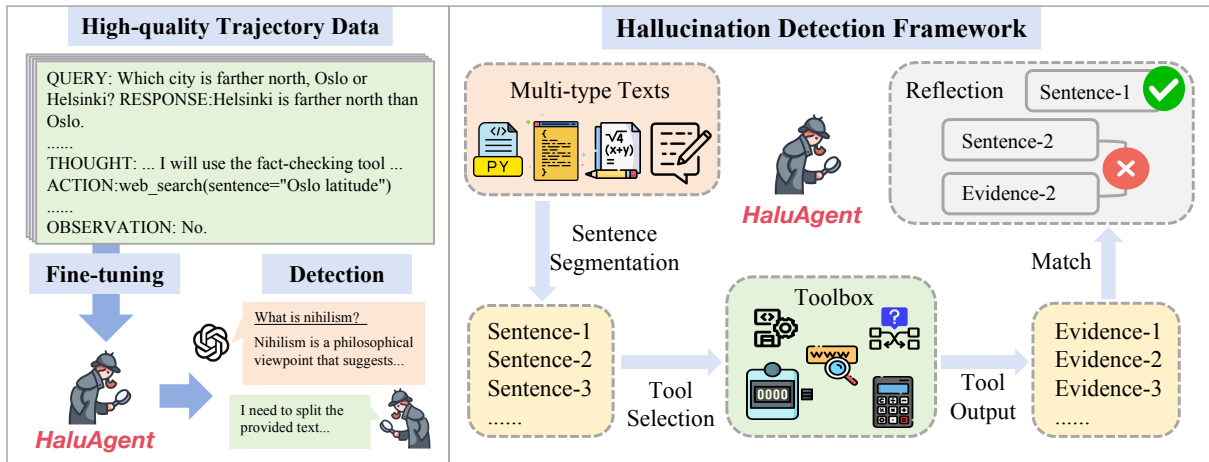 High-quality Trajectory Data
QUERY: Which city is farther north, Oslo or
Helsinki? RESPONSE:Helsinki is farther north than
Oslo.
......
THOUGHT: ... I will use the fact-checking tool ...
ACTION:web_search(sentence="Oslo latitude")
......
OBSERVATION: No.
Fine-tuning
Detection
What is nihilism?
Nihilism is a philosophical
viewpoint that suggests...
I need to split the
provided text...
HaluAgent
Hallucination Detection Framework
Multi-type Texts
</>
PY
{
}
√4
(x+y)
=
HaluAgent
Reflection
Sentence-1
Sentence-2
Evidence-2
Sentence
Segmentation
Match
Sentence-1
Sentence-2
Sentence-3
......
Tool
Selection
Toolbox
</>
?
www
0000
Tool
Output
Evidence-1
Evidence-2
Evidence-3
......